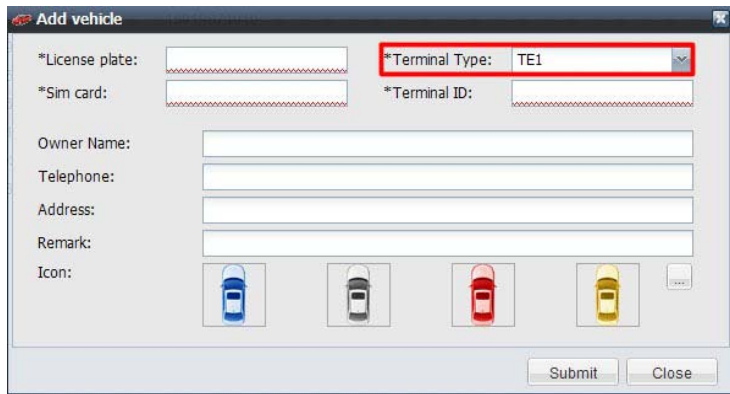 Add vehicle
*License plate: *Terminal Type: TE1
*Sim card: *Terminal ID:
Owner Name:
Telephone:
Address:
Remark:
Icon: ...
Submit Close